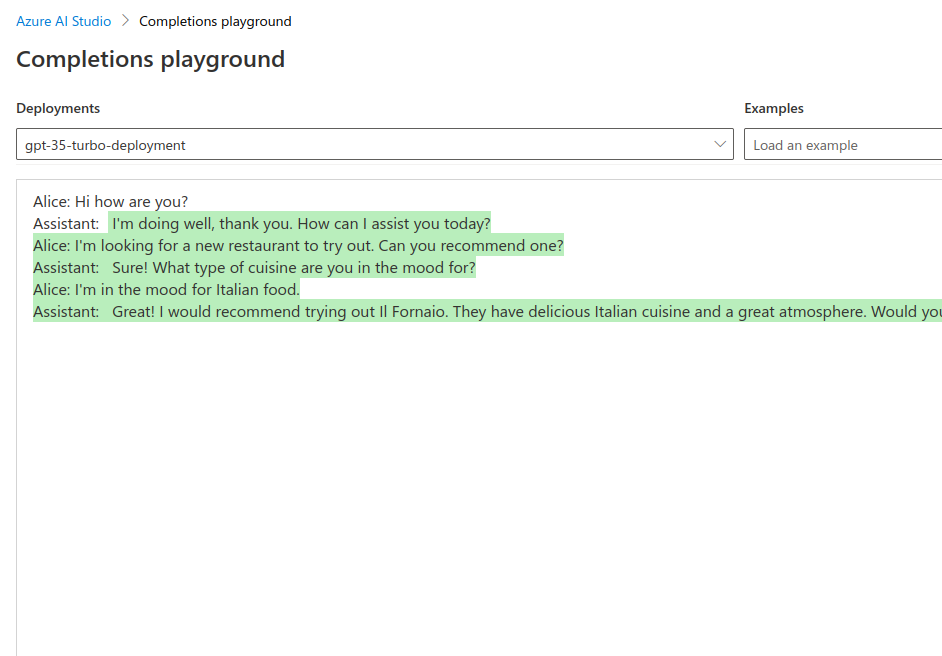 Azure AI Studio > Completions playground
Completions playground
Deployments
Examples
gpt-35-turbo-deployment
Load an example
Alice: Hi how are you?
Assistant: I'm doing well, thank you. How can I assist you today?
Alice: I'm looking for a new restaurant to try out. Can you recommend one?
Assistant: Sure! What type of cuisine are you in the mood for?
Alice: I'm in the mood for Italian food.
Assistant: Great! I would recommend trying out Il Fornaio. They have delicious Italian cuisine and a great atmosphere. Would you